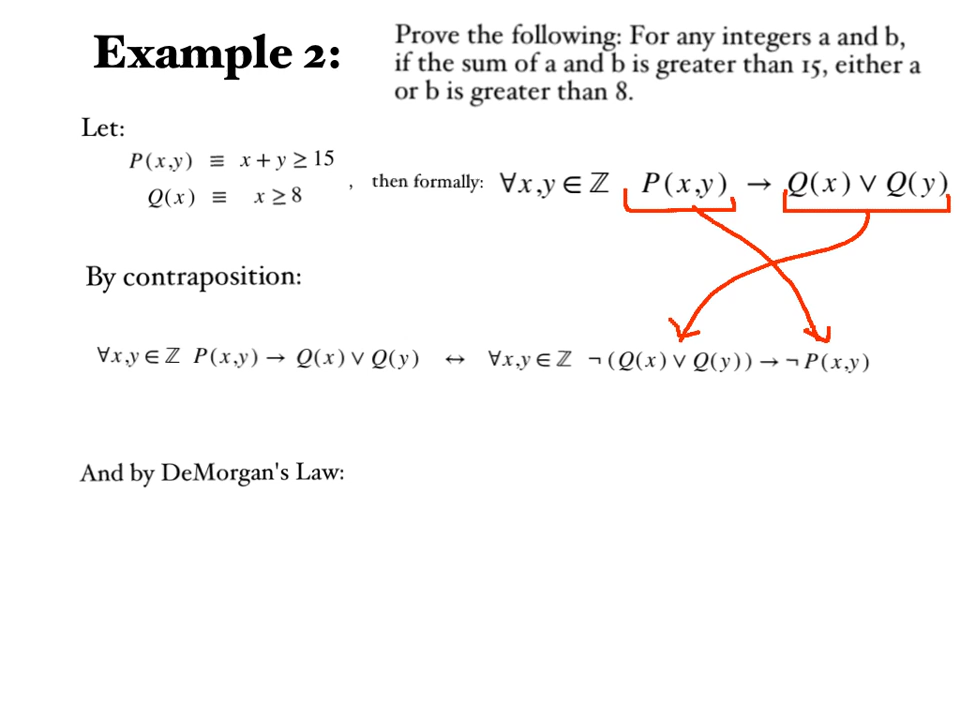 Example 2:
Prove the following: For any integers a and b,
if the sum of a and b is greater than 15, either a
or b is greater than 8.
Let:
P(x,y) ≡ x + y ≥ 15
Q(x) ≡ x ≥ 8
, then formally: ∀x,y ∈ ℤ P(x,y) → Q(x) ∨ Q(y)
By contraposition:
∀x,y ∈ ℤ P(x,y) → Q(x) ∨ Q(y) ↔ ∀x,y ∈ ℤ ¬(Q(x) ∨ Q(y)) → ¬P(x,y)
And by DeMorgan's Law: